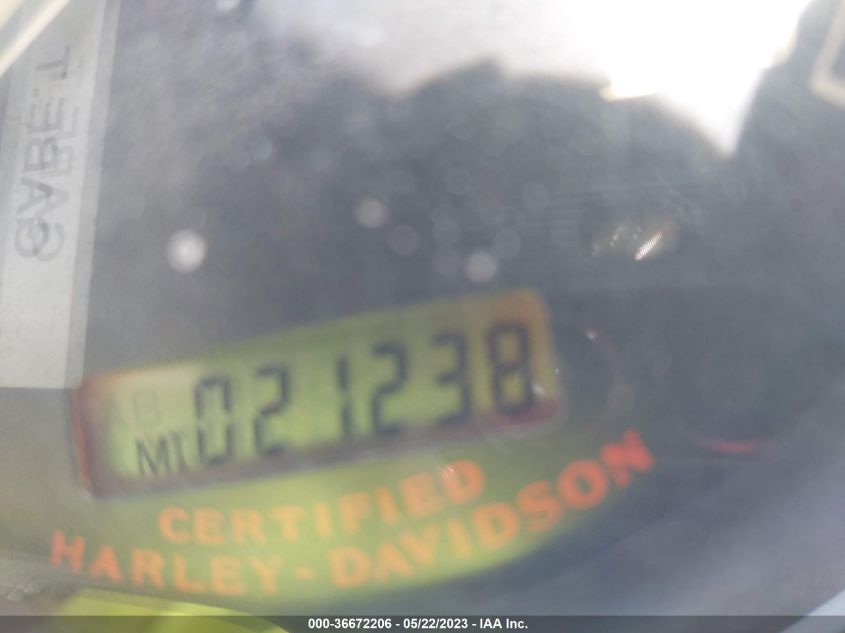 MI 021238
CERTIFIED
HARLEY-DAVIDSON
000-36672206 - 05/22/2023 - IAA Inc.